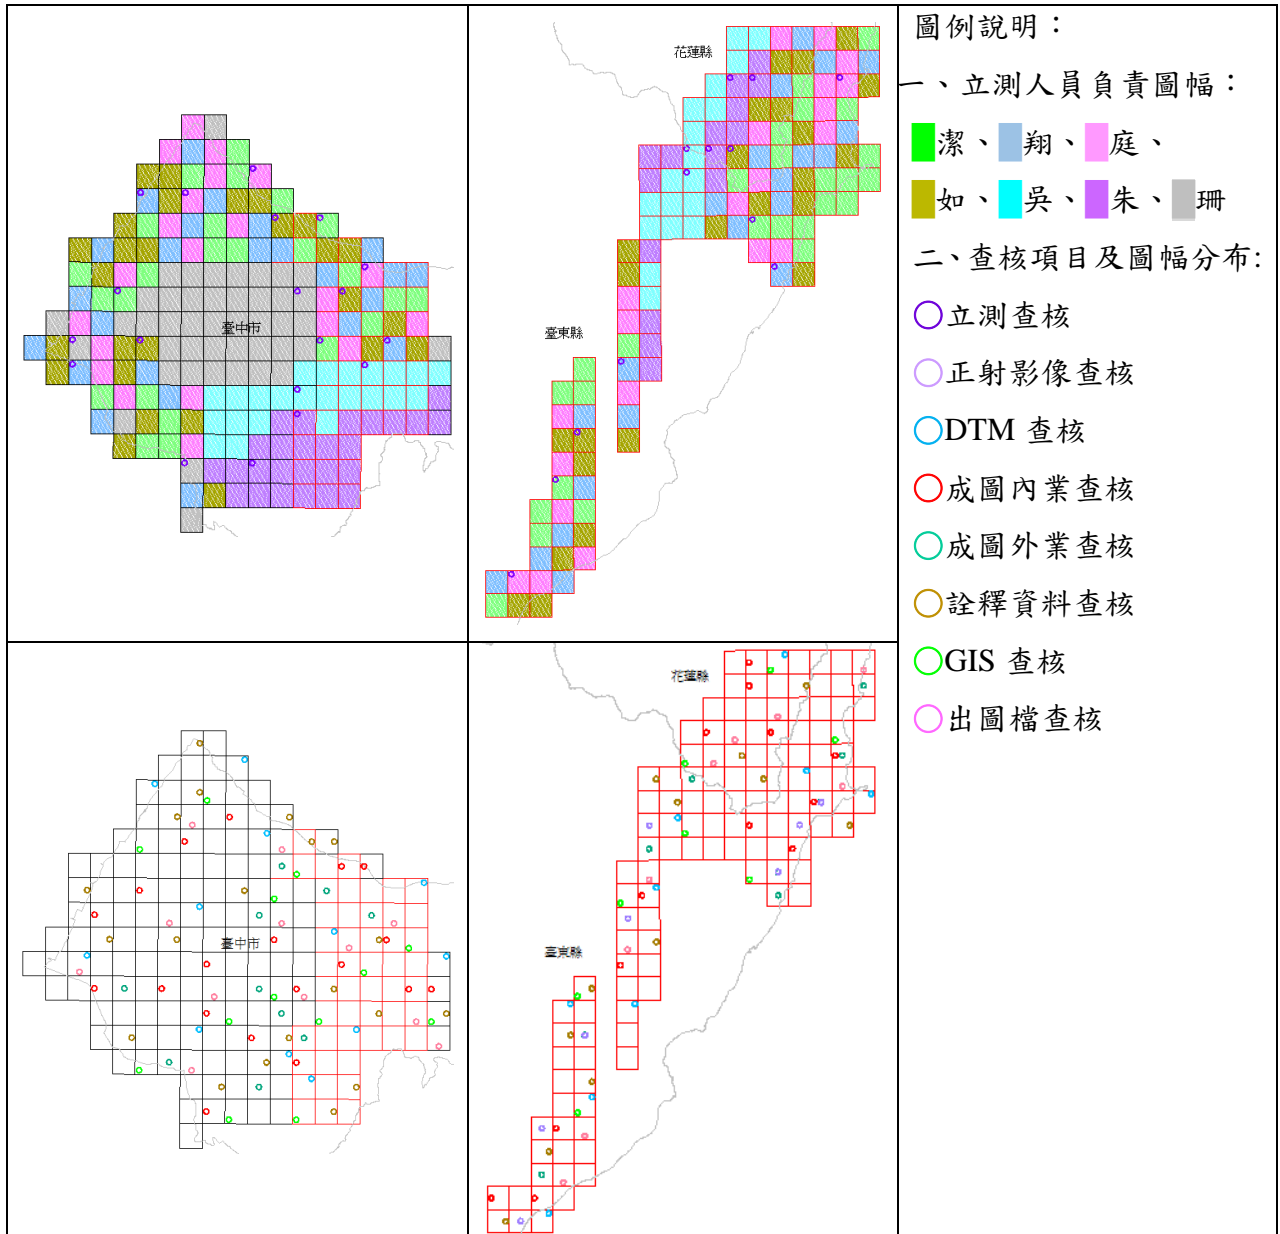 臺中市
花蓮縣
臺東縣
圖例說明：
一、立測人員負責圖幅：
潔、翔、庭、
如、吳、朱、珊
二、查核項目及圖幅分布:
立測查核
正射影像查核
DTM 查核
成圖內業查核
成圖外業查核
詮釋資料查核
GIS 查核
出圖檔查核
臺中市
花蓮縣
臺東縣